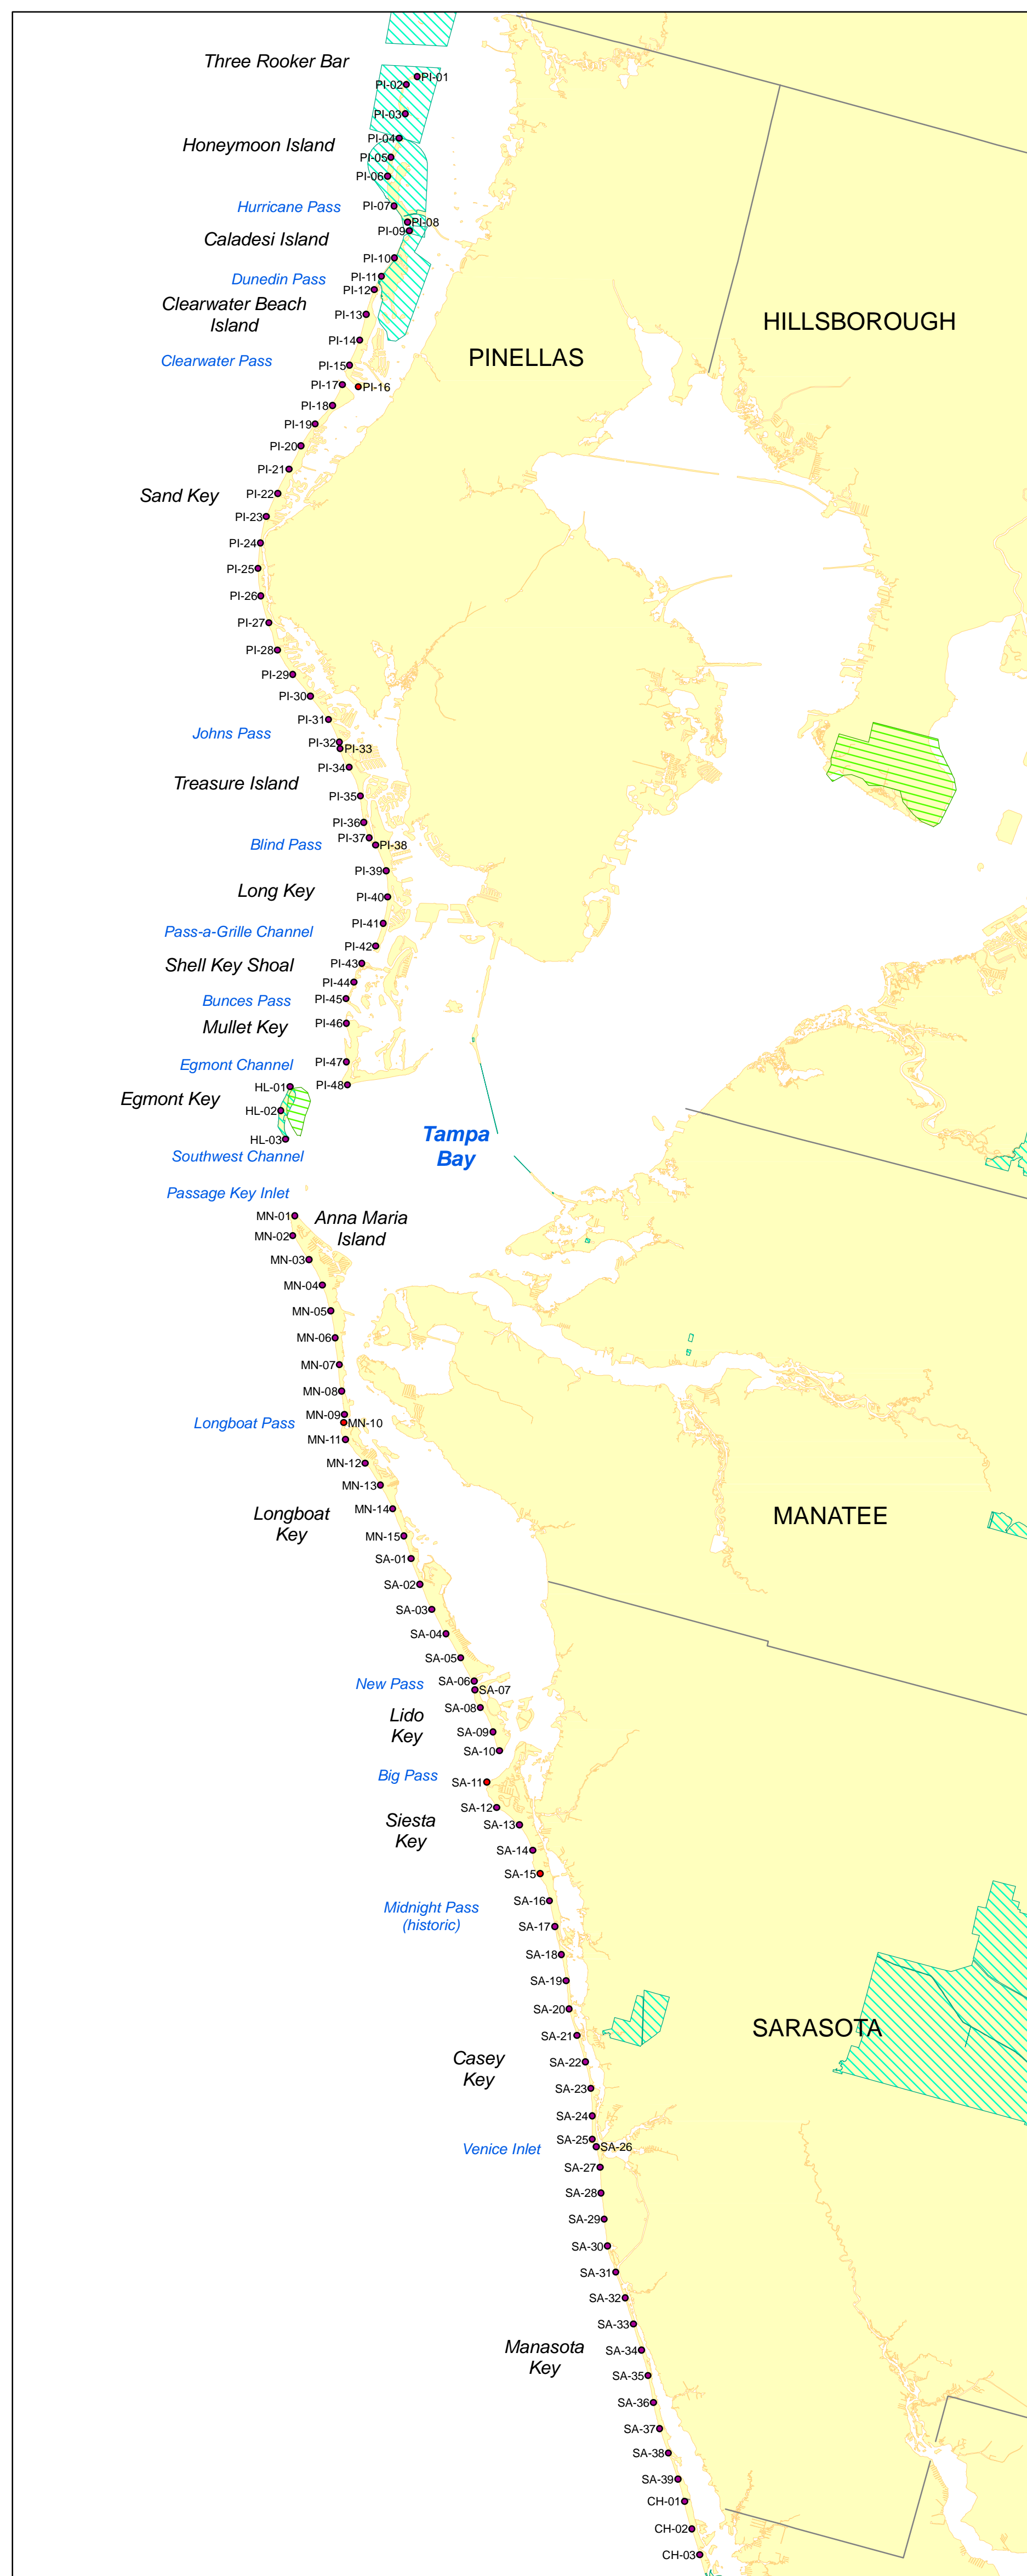 Three Rooker Bar
PI-01
PI-02
PI-03
PI-04
Honeymoon Island
PI-05
PI-06
Hurricane Pass
PI-07
PI-08
PI-09
Caladesi Island
PI-10
Dunedin Pass
PI-11
PI-12
Clearwater Beach
Island
PI-13
HILLSBOROUGH
PI-14
PINELLAS
Clearwater Pass
PI-15
PI-17
PI-16
PI-18
PI-19
PI-20
PI-21
Sand Key
PI-22
PI-23
PI-24
PI-25
PI-26
PI-27
PI-28
PI-29
PI-30
PI-31
Johns Pass
PI-32
PI-33
PI-34
Treasure Island
PI-35
PI-36
PI-37
Blind Pass
PI-38
PI-39
Long Key
PI-40
PI-41
Pass-a-Grille Channel
PI-42
Shell Key Shoal
PI-43
PI-44
Bunces Pass
PI-45
Mullet Key
PI-46
Egmont Channel
PI-47
PI-48
HL-01
Egmont Key
HL-02
HL-03
Tampa
Bay
Southwest Channel
Passage Key Inlet
MN-01
Anna Maria
Island
MN-02
MN-03
MN-04
MN-05
MN-06
MN-07
MN-08
MN-09
Longboat Pass
MN-10
MN-11
MN-12
MN-13
Longboat
Key
MN-14
MANATEE
MN-15
SA-01
SA-02
SA-03
SA-04
SA-05
New Pass
SA-06
SA-07
SA-08
Lido
Key
SA-09
SA-10
Big Pass
SA-11
SA-12
Siesta
Key
SA-13
SA-14
SA-15
SA-16
Midnight Pass
(historic)
SA-17
SA-18
SA-19
SA-20
SARASOTA
SA-21
Casey
Key
SA-22
SA-23
SA-24
SA-25
Venice Inlet
SA-26
SA-27
SA-28
SA-29
SA-30
SA-31
SA-32
SA-33
Manasota
Key
SA-34
SA-35
SA-36
SA-37
SA-38
SA-39
CH-01
CH-02
CH-03